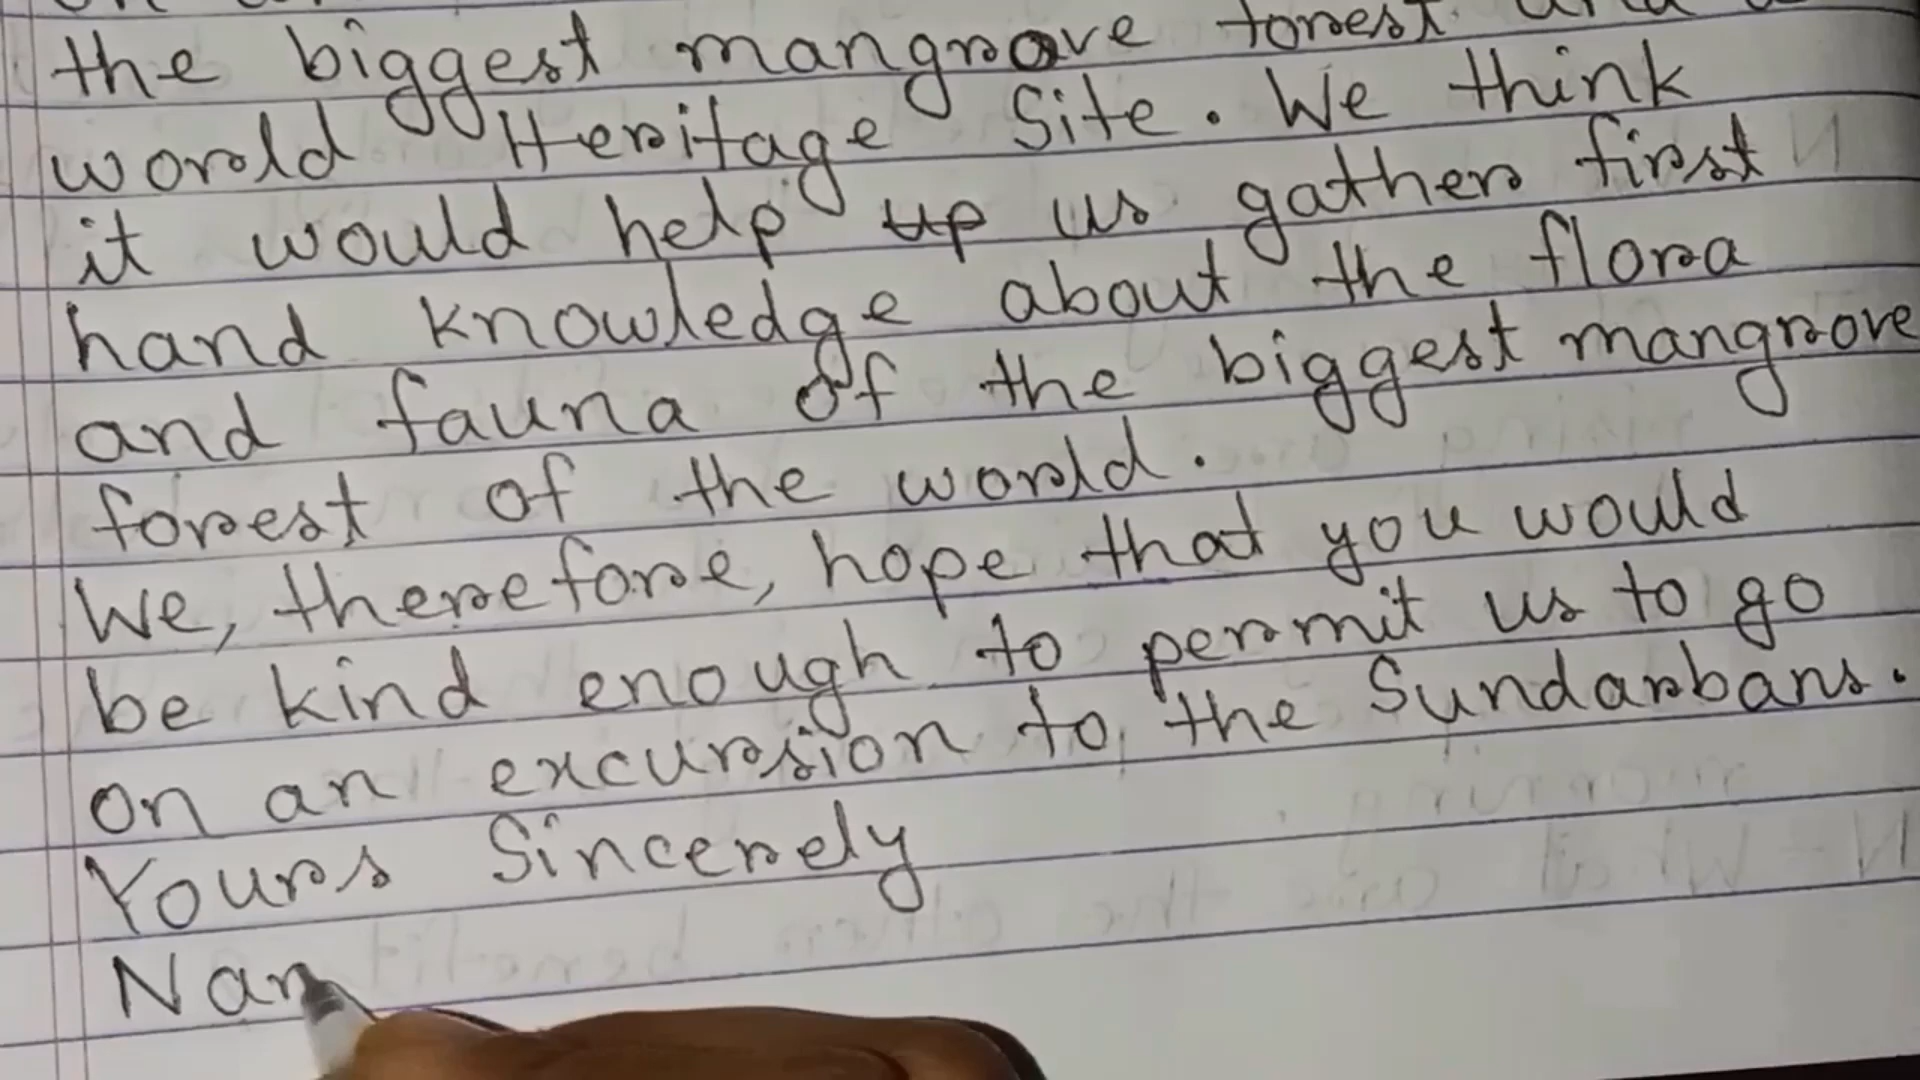 the biggest mangrove forest and a
world Heritage Site. We think
it would help up us gather first
hand knowledge about the flora
and fauna of the biggest mangrove
forest of the world.
We, therefore, hope that you would
be kind enough to permit us to go
on an excursion to the Sundarbans.
Yours Sincerely
Nam